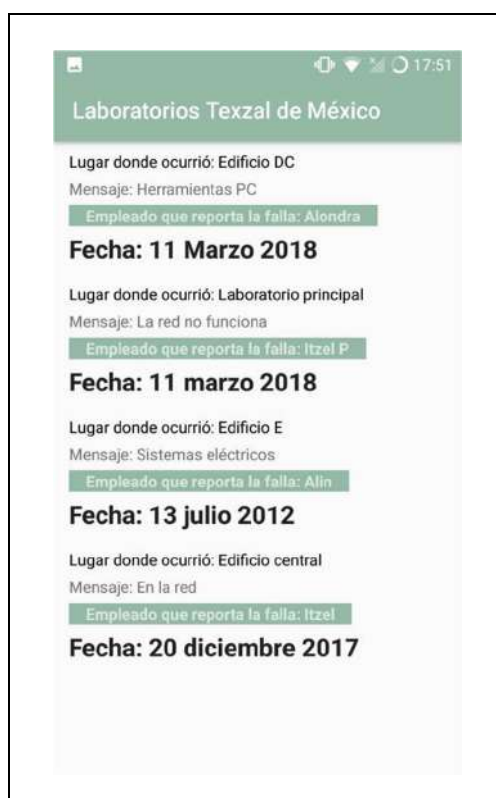 17:51
Laboratorios Texzal de México
Lugar donde ocurrió: Edificio DC
Mensaje: Herramientas PC
Empleado que reporta la falla: Alondra
Fecha: 11 Marzo 2018
Lugar donde ocurrió: Laboratorio principal
Mensaje: La red no funciona
Empleado que reporta la falla: Itzel P
Fecha: 11 marzo 2018
Lugar donde ocurrió: Edificio E
Mensaje: Sistemas eléctricos
Empleado que reporta la falla: Alin
Fecha: 13 julio 2012
Lugar donde ocurrió: Edificio central
Mensaje: En la red
Empleado que reporta la falla: Itzel
Fecha: 20 diciembre 2017